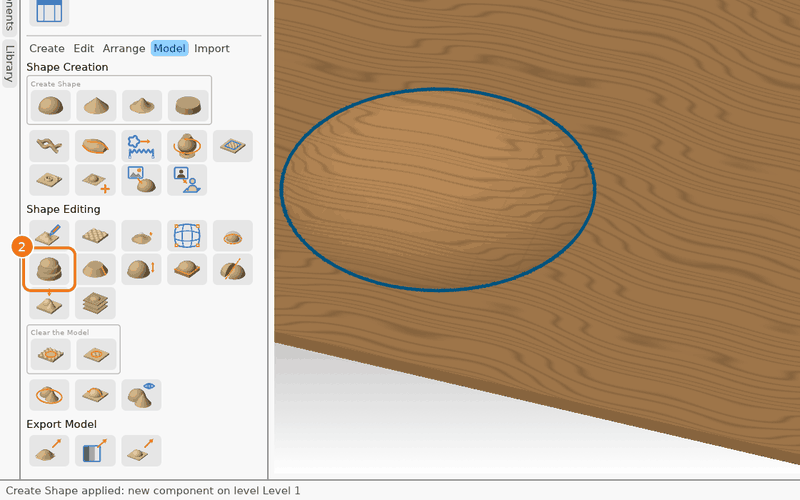 Library
Create Edit Arrange Model Import
Shape Creation
Create Shape
Shape Editing
2
Clear the Model
Export Model
Create Shape applied: new component on level Level 1